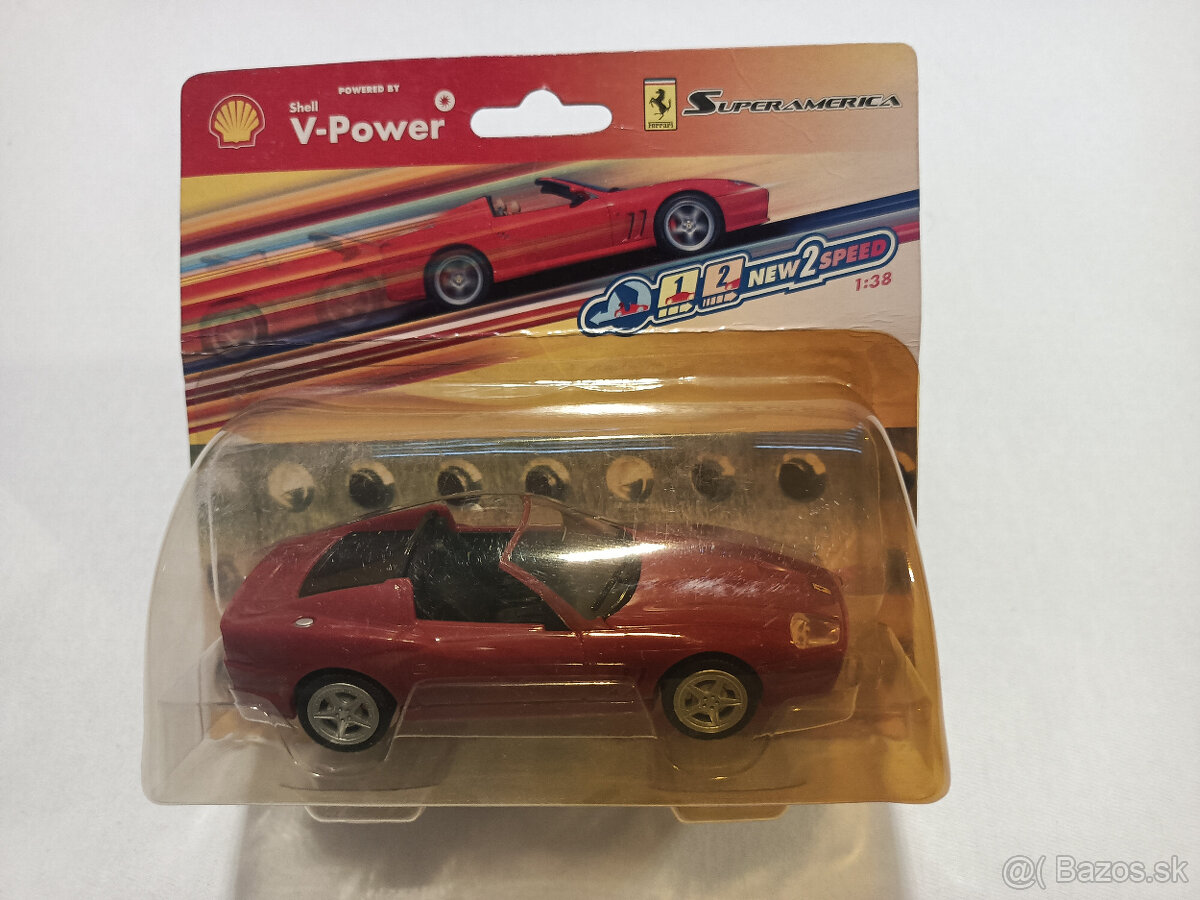 POWERED BY
Shell
V-Power
Ferrari
SUPERAMERICA
1 2 NEW 2 SPEED
1:38
@( Bazos.sk